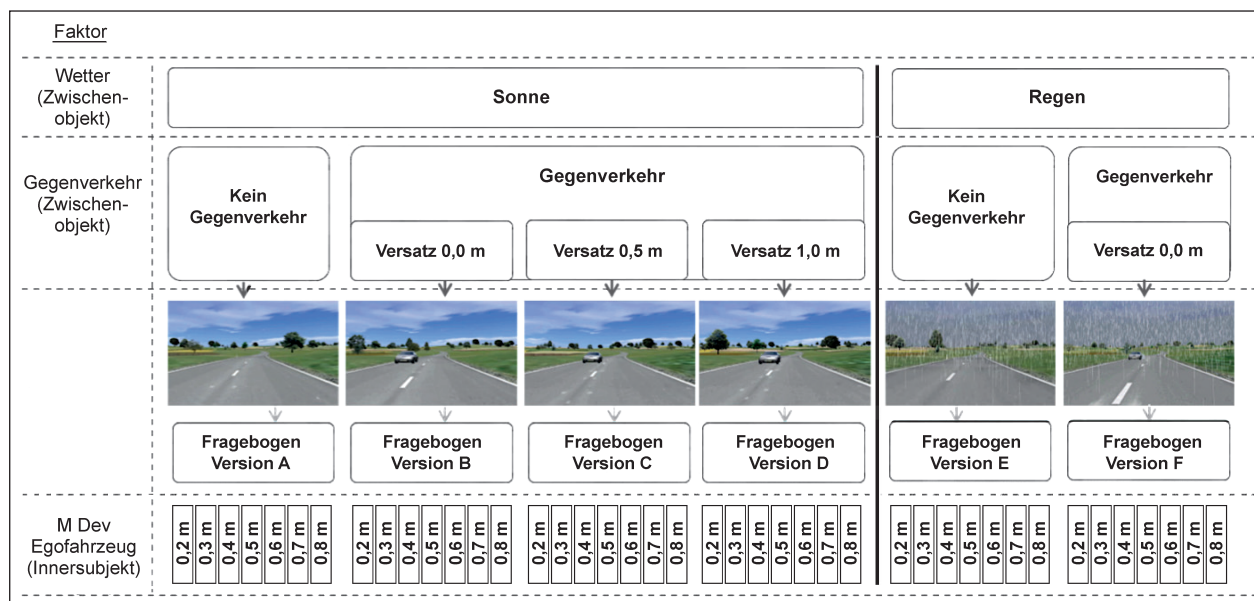 Faktor
Wetter
(Zwischen-
objekt)
Sonne
Regen
Gegenverkehr
(Zwischen-
objekt)
Kein
Gegenverkehr
Gegenverkehr
Versatz 0,0 m
Versatz 0,5 m
Versatz 1,0 m
Kein
Gegenverkehr
Gegenverkehr
Versatz 0,0 m
Fragebogen
Version A
Fragebogen
Version B
Fragebogen
Version C
Fragebogen
Version D
Fragebogen
Version E
Fragebogen
Version F
M Dev
Egofahrzeug
(Innersubjekt)
0,2 m
0,3 m
0,4 m
0,5 m
0,6 m
0,7 m
0,8 m
0,2 m
0,3 m
0,4 m
0,5 m
0,6 m
0,7 m
0,8 m
0,2 m
0,3 m
0,4 m
0,5 m
0,6 m
0,7 m
0,8 m
0,2 m
0,3 m
0,4 m
0,5 m
0,6 m
0,7 m
0,8 m
0,2 m
0,3 m
0,4 m
0,5 m
0,6 m
0,7 m
0,8 m
0,2 m
0,3 m
0,4 m
0,5 m
0,6 m
0,7 m
0,8 m